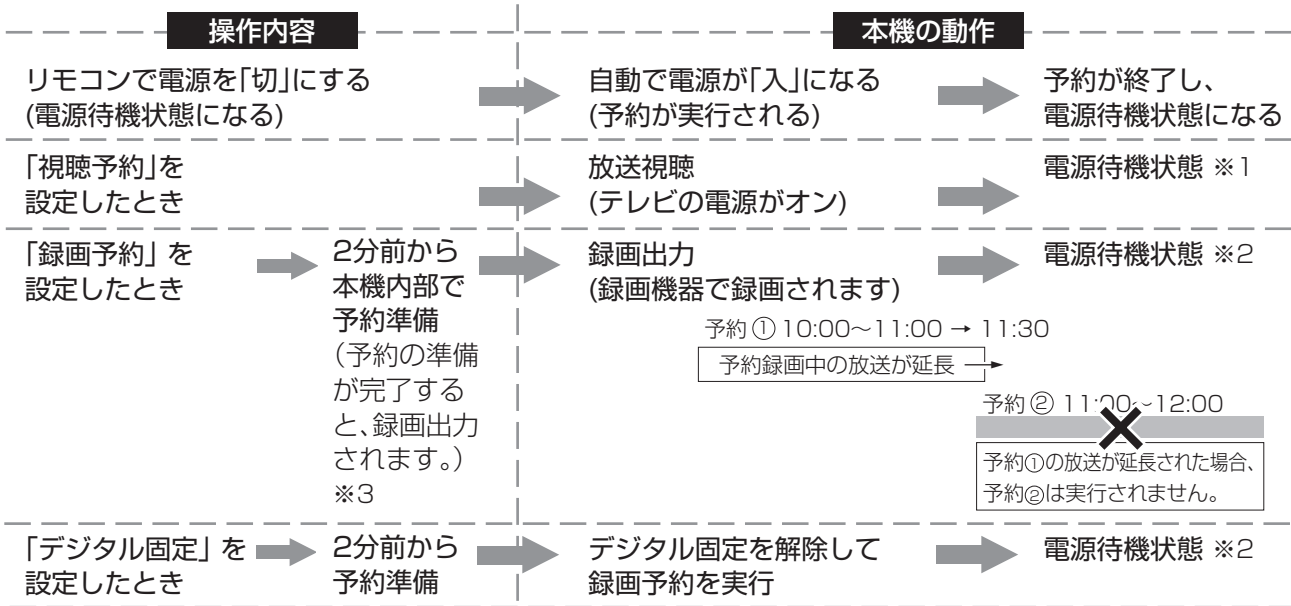 操作内容
本機の動作
リモコンで電源を「切」にする
(電源待機状態になる)
自動で電源が「入」になる
(予約が実行される)
予約が終了し、
電源待機状態になる
「視聴予約」を
設定したとき
放送視聴
(テレビの電源がオン)
電源待機状態 ※1
「録画予約」を
設定したとき
2分前から
本機内部で
予約準備
(予約の準備
が完了する
と、録画出力
されます。)
※3
録画出力
(録画機器で録画されます)
電源待機状態 ※2
予約① 10:00～11:00 → 11:30
予約録画中の放送が延長
予約② 11:00～12:00
予約①の放送が延長された場合、
予約②は実行されません。
「デジタル固定」を
設定したとき
2分前から
予約準備
デジタル固定を解除して
録画予約を実行
電源待機状態 ※2